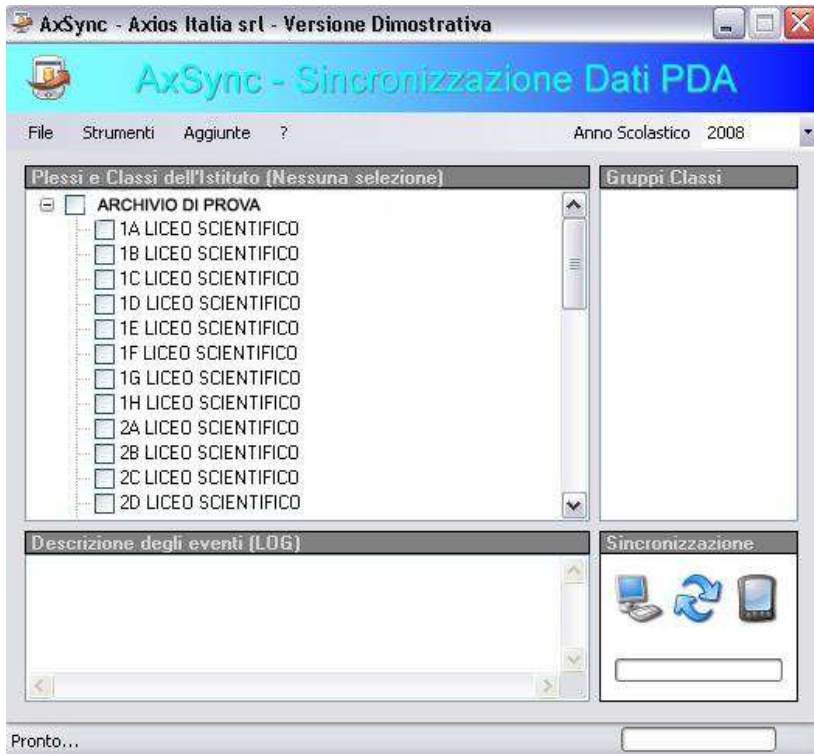 AxSync - Axios Italia srl - Versione Dimostrativa
AxSync - Sincronizzazione Dati PDA
File Strumenti Aggiunte ? Anno Scolastico 2008
Plessi e Classi dell'Istituto (Nessuna selezione)
Gruppi Classi
ARCHIVIO DI PROVA
1A LICEO SCIENTIFICO
1B LICEO SCIENTIFICO
1C LICEO SCIENTIFICO
1D LICEO SCIENTIFICO
1E LICEO SCIENTIFICO
1F LICEO SCIENTIFICO
1G LICEO SCIENTIFICO
1H LICEO SCIENTIFICO
2A LICEO SCIENTIFICO
2B LICEO SCIENTIFICO
2C LICEO SCIENTIFICO
2D LICEO SCIENTIFICO
Descrizione degli eventi (LOG)
Sincronizzazione
Pronto...